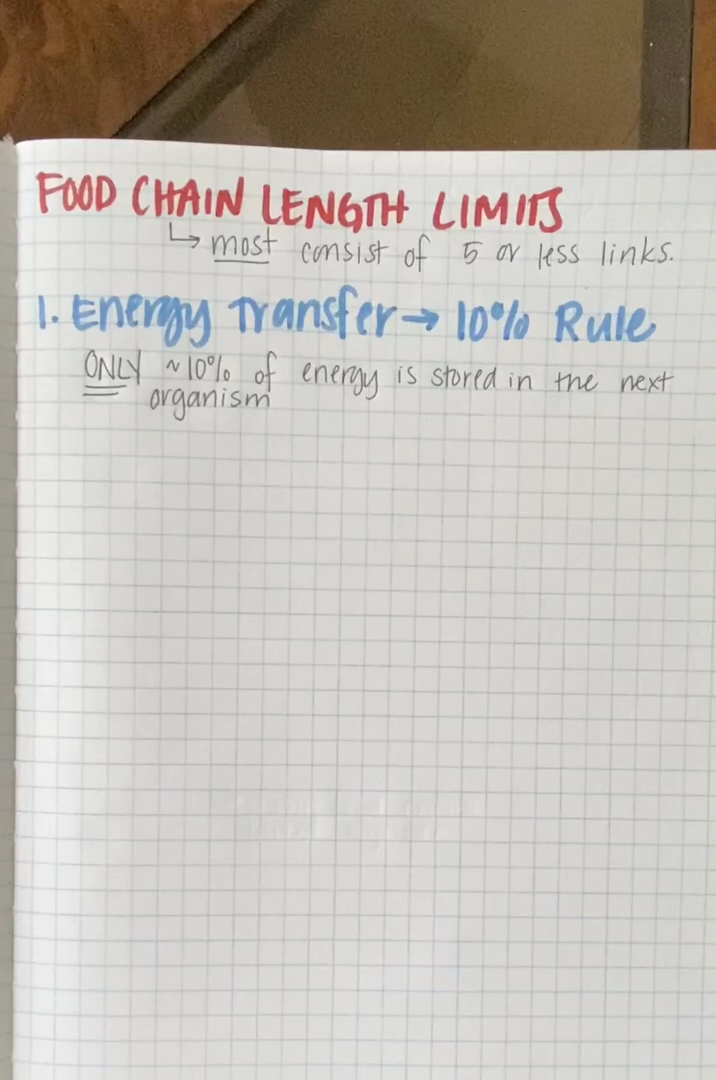 FOOD CHAIN LENGTH LIMITS
↳ most consist of 5 or less links.
1. Energy Transfer → 10% Rule
ONLY ~10% of energy is stored in the next
organism